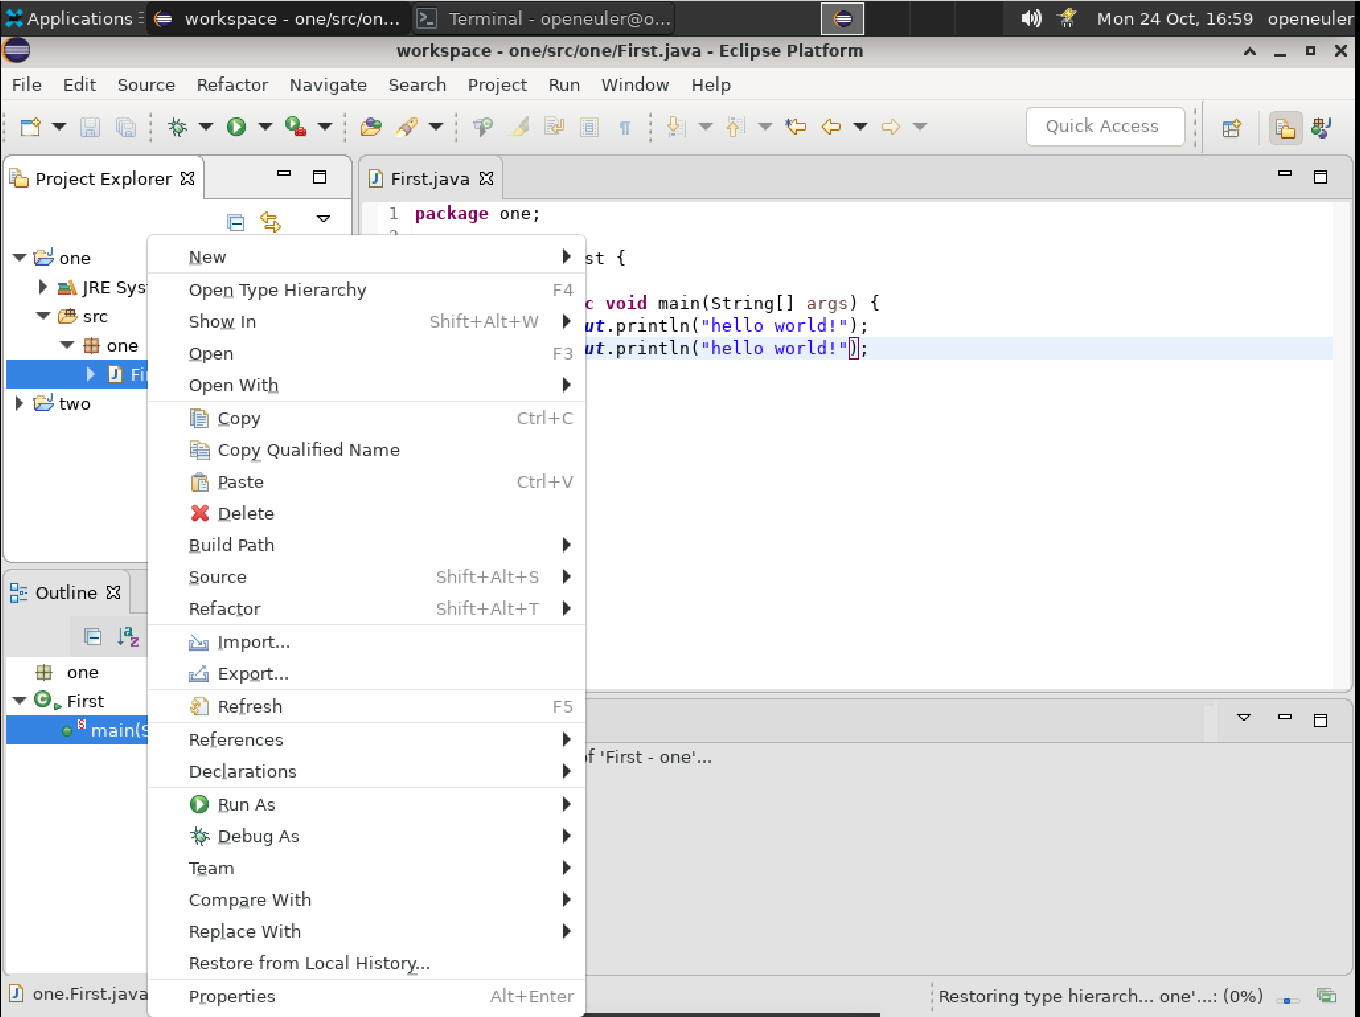 Applications
workspace - one/src/on...
Terminal - openeuler@o...
Mon 24 Oct, 16:59
openeuler
workspace - one/src/one/First.java - Eclipse Platform
File Edit Source Refactor Navigate Search Project Run Window Help
Quick Access
Project Explorer
First.java
1 package one;
one
st {
JRE Sys
src
c void main(String[] args) {
ut.println("hello world!");
one
ut.println("hello world!");
Fi
two
New
Open Type Hierarchy F4
Show In Shift+Alt+W
Open F3
Open With
Copy Ctrl+C
Copy Qualified Name
Paste Ctrl+V
Delete
Build Path
Source Shift+Alt+S
Refactor Shift+Alt+T
Import...
Export...
Refresh F5
References
Declarations
Run As
Debug As
Team
Compare With
Replace With
Restore from Local History...
Properties Alt+Enter
Outline
one
First
main(S
of 'First - one'...
one.First.java
Restoring type hierarch... one'...: (0%)